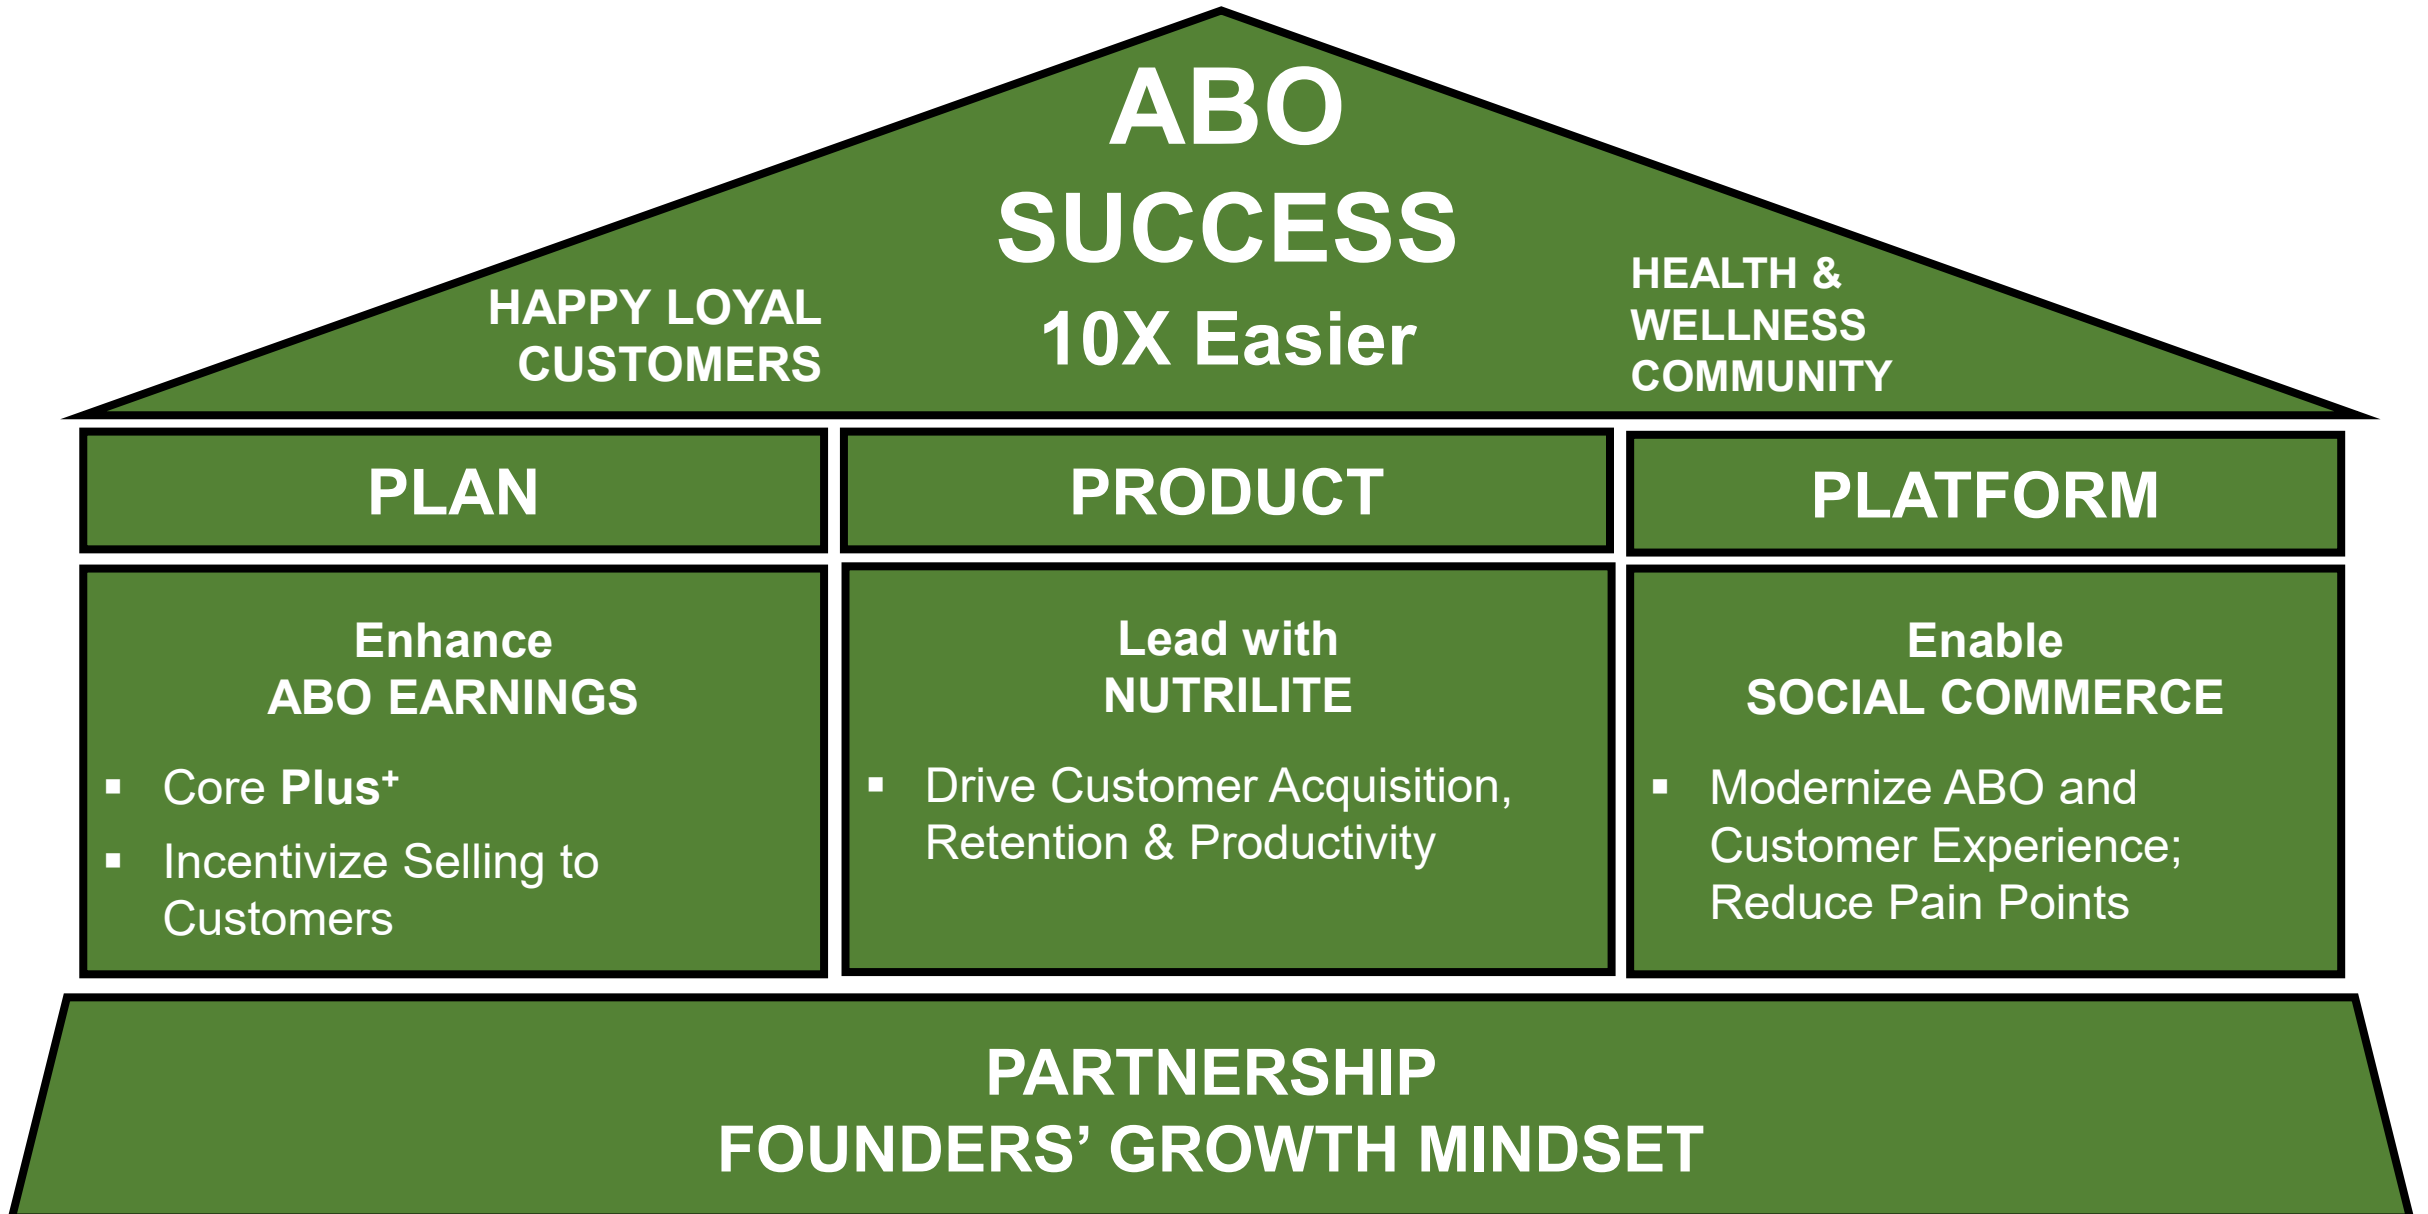 ABO
SUCCESS
10X Easier
HAPPY LOYAL
CUSTOMERS
HEALTH &
WELLNESS
COMMUNITY
PLAN
PRODUCT
PLATFORM
Enhance
ABO EARNINGS
▪ Core Plus⁺
▪ Incentivize Selling to
Customers
Lead with
NUTRILITE
▪ Drive Customer Acquisition,
Retention & Productivity
Enable
SOCIAL COMMERCE
▪ Modernize ABO and
Customer Experience;
Reduce Pain Points
PARTNERSHIP
FOUNDERS’ GROWTH MINDSET